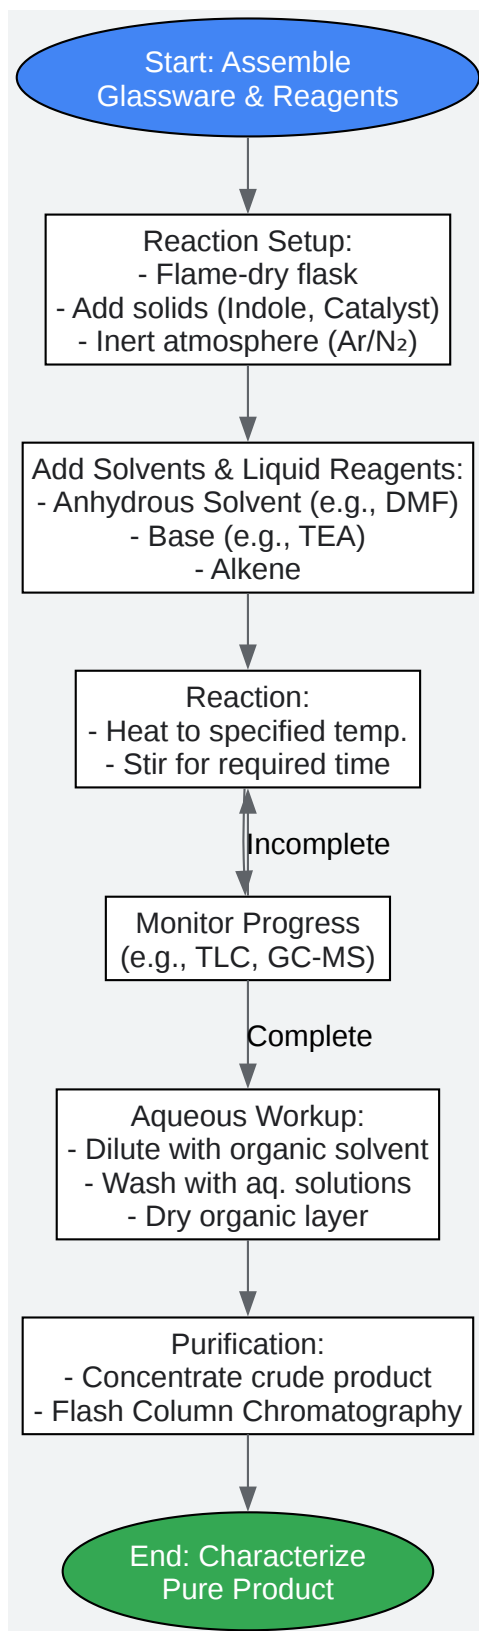 Start: Assemble
Glassware & Reagents
Reaction Setup:
- Flame-dry flask
- Add solids (Indole, Catalyst)
- Inert atmosphere (Ar/N₂)
Add Solvents & Liquid Reagents:
- Anhydrous Solvent (e.g., DMF)
- Base (e.g., TEA)
- Alkene
Reaction:
- Heat to specified temp.
- Stir for required time
Incomplete
Monitor Progress
(e.g., TLC, GC-MS)
Complete
Aqueous Workup:
- Dilute with organic solvent
- Wash with aq. solutions
- Dry organic layer
Purification:
- Concentrate crude product
- Flash Column Chromatography
End: Characterize
Pure Product